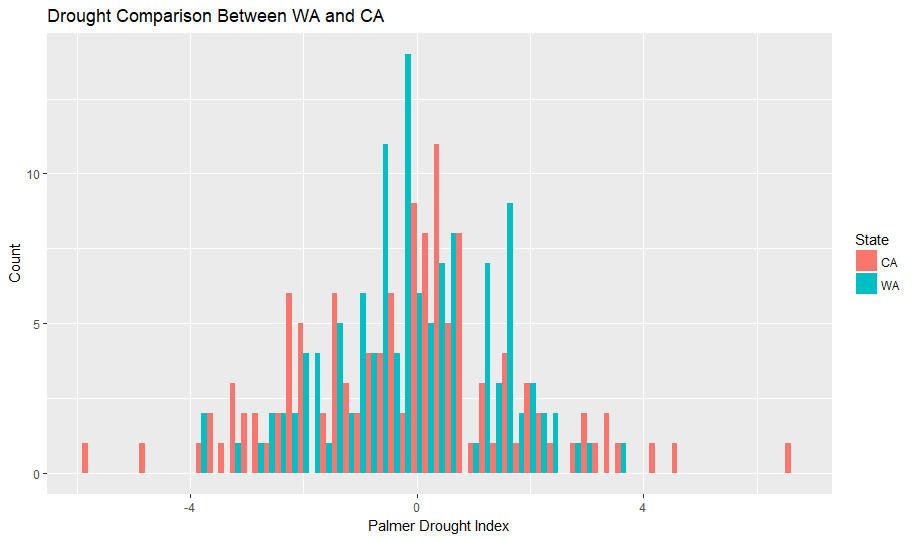 Drought Comparison Between WA and CA
10
5
0
Count
-4
0
4
Palmer Drought Index
State
CA
WA